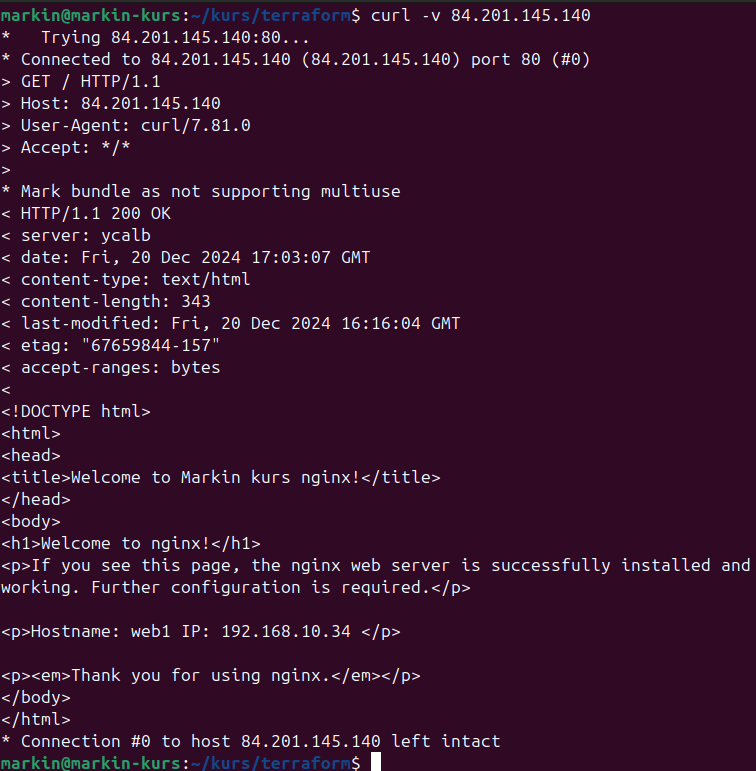 markin@markin-kurs:~/kurs/terraform$ curl -v 84.201.145.140
*   Trying 84.201.145.140:80...
* Connected to 84.201.145.140 (84.201.145.140) port 80 (#0)
> GET / HTTP/1.1
> Host: 84.201.145.140
> User-Agent: curl/7.81.0
> Accept: */*
>
* Mark bundle as not supporting multiuse
< HTTP/1.1 200 OK
< server: ycalb
< date: Fri, 20 Dec 2024 17:03:07 GMT
< content-type: text/html
< content-length: 343
< last-modified: Fri, 20 Dec 2024 16:16:04 GMT
< etag: "67659844-157"
< accept-ranges: bytes
<
<!DOCTYPE html>
<html>
<head>
<title>Welcome to Markin kurs nginx!</title>
</head>
<body>
<h1>Welcome to nginx!</h1>
<p>If you see this page, the nginx web server is successfully installed and
working. Further configuration is required.</p>

<p>Hostname: web1 IP: 192.168.10.34 </p>

<p><em>Thank you for using nginx.</em></p>
</body>
</html>
* Connection #0 to host 84.201.145.140 left intact
markin@markin-kurs:~/kurs/terraform$